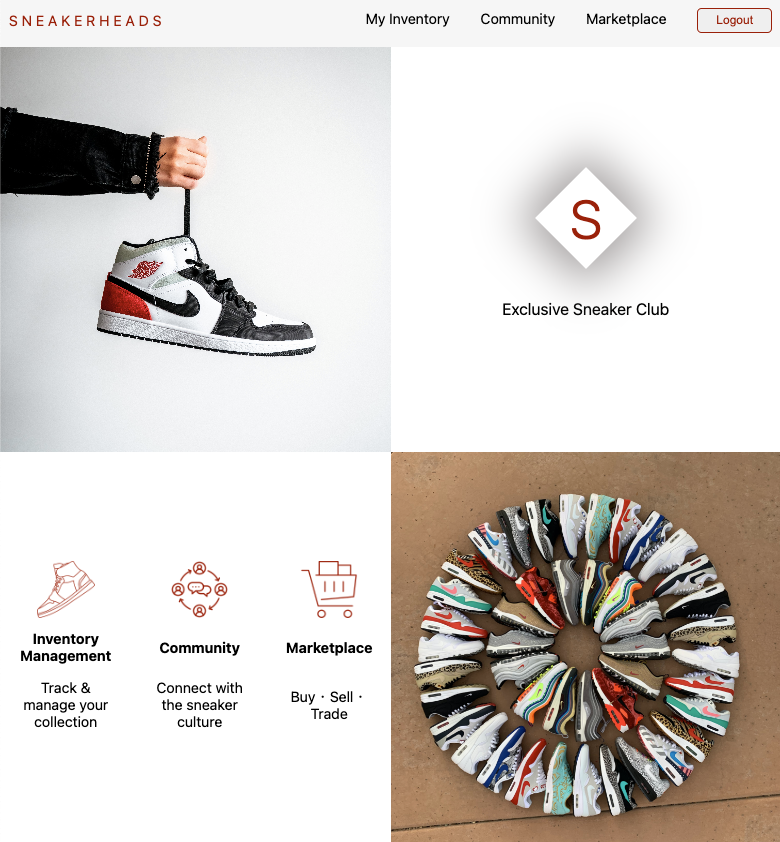 SNEAKERHEADS
My Inventory
Community
Marketplace
Logout
S
Exclusive Sneaker Club
Inventory
Management
Track &
manage your
collection
Community
Connect with
the sneaker
culture
Marketplace
Buy · Sell ·
Trade